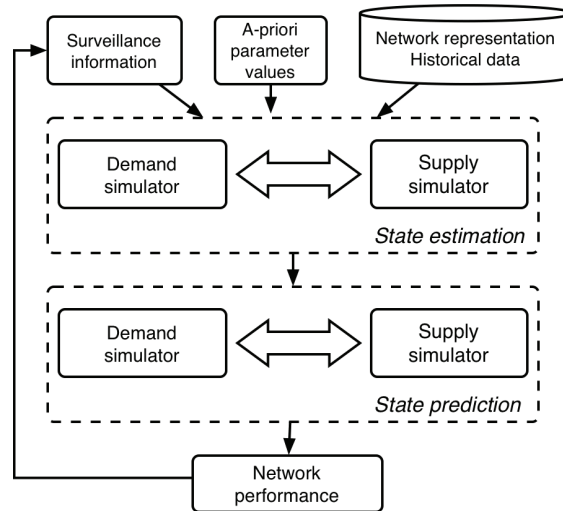 Surveillance
information
A-priori
parameter
values
Network representation
Historical data
Demand
simulator
Supply
simulator
State estimation
Demand
simulator
Supply
simulator
State prediction
Network
performance